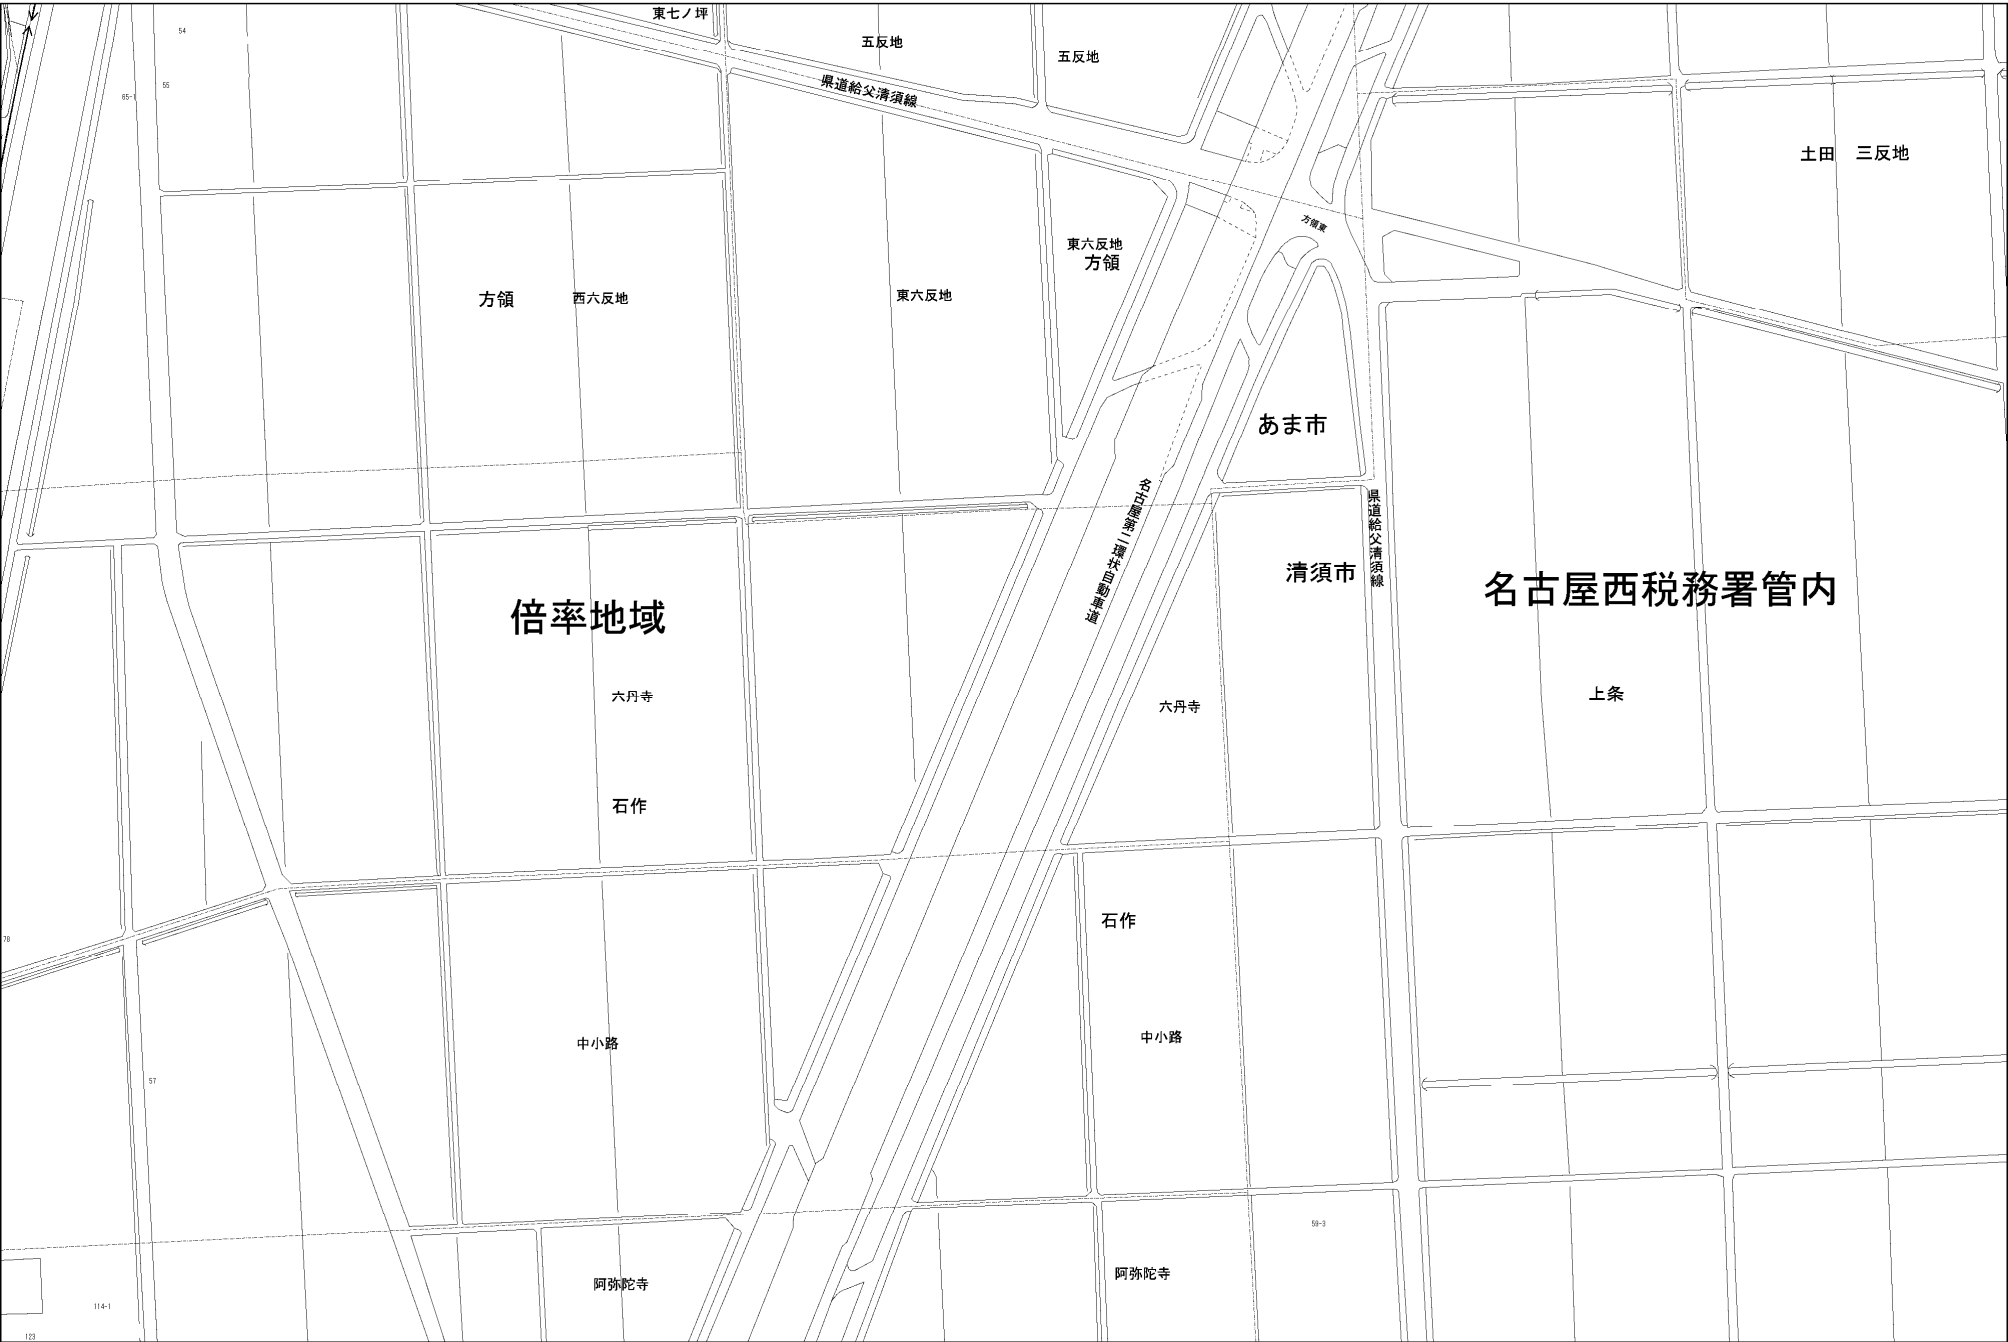 東七ノ坪
54
五反地
五反地
55
県道給父清須線
65-1
土田 三反地
方領東
東六反地
方領
方領
西六反地
東六反地
あま市
名古屋第二環状自動車道
県道給父清須線
清須市
名古屋西税務署管内
倍率地域
六丹寺
上条
六丹寺
石作
石作
78
中小路
中小路
57
59-3
阿弥陀寺
阿弥陀寺
114-1
123